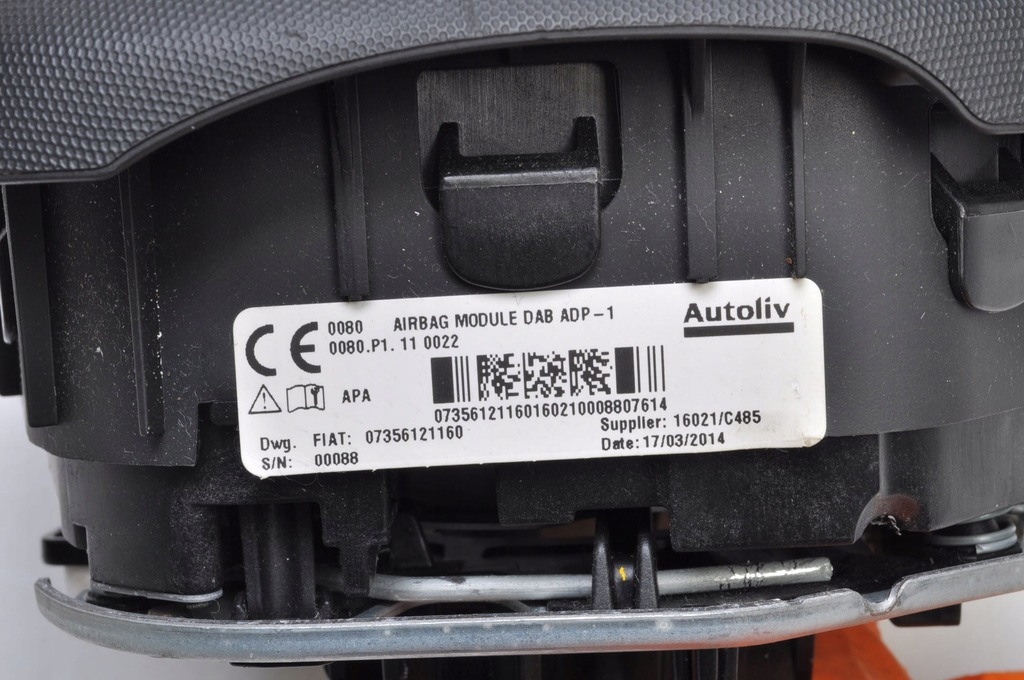 CE 0080 AIRBAG MODULE DAB ADP-1
0080.P1. 11 0022
Autoliv
APA
07356121160160210008807614
Dwg. FIAT: 07356121160
Supplier: 16021/C485
S/N: 00088
Date: 17/03/2014